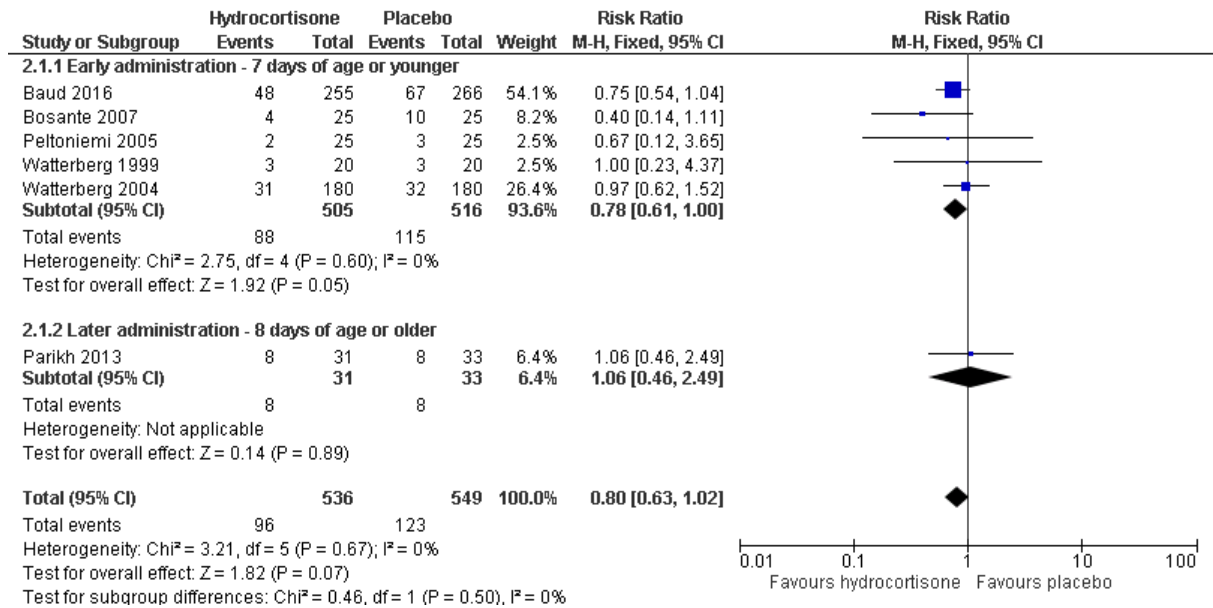 Hydrocortisone Placebo Risk Ratio Risk Ratio
Study or Subgroup Events Total Events Total Weight M-H, Fixed, 95% CI M-H, Fixed, 95% CI
2.1.1 Early administration - 7 days of age or younger
Baud 2016 48 255 67 266 54.1% 0.75 [0.54, 1.04]
Bosante 2007 4 25 10 25 8.2% 0.40 [0.14, 1.11]
Peltoniemi 2005 2 25 3 25 2.5% 0.67 [0.12, 3.65]
Watterberg 1999 3 20 3 20 2.5% 1.00 [0.23, 4.37]
Watterberg 2004 31 180 32 180 26.4% 0.97 [0.62, 1.52]
Subtotal (95% CI) 505 516 93.6% 0.78 [0.61, 1.00]
Total events 88 115
Heterogeneity: Chi² = 2.75, df = 4 (P = 0.60); I² = 0%
Test for overall effect: Z = 1.92 (P = 0.05)
2.1.2 Later administration - 8 days of age or older
Parikh 2013 8 31 8 33 6.4% 1.06 [0.46, 2.49]
Subtotal (95% CI) 31 33 6.4% 1.06 [0.46, 2.49]
Total events 8 8
Heterogeneity: Not applicable
Test for overall effect: Z = 0.14 (P = 0.89)
Total (95% CI) 536 549 100.0% 0.80 [0.63, 1.02]
Total events 96 123
Heterogeneity: Chi² = 3.21, df = 5 (P = 0.67); I² = 0%
Test for overall effect: Z = 1.82 (P = 0.07)
Test for subgroup differences: Chi² = 0.46, df = 1 (P = 0.50), I² = 0%
0.01 0.1 1 10 100
Favours hydrocortisone Favours placebo